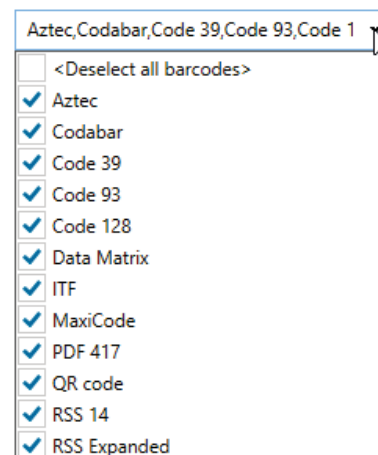 Aztec,Codabar,Code 39,Code 93,Code 1
<Deselect all barcodes>
Aztec
Codabar
Code 39
Code 93
Code 128
Data Matrix
ITF
MaxiCode
PDF 417
QR code
RSS 14
RSS Expanded